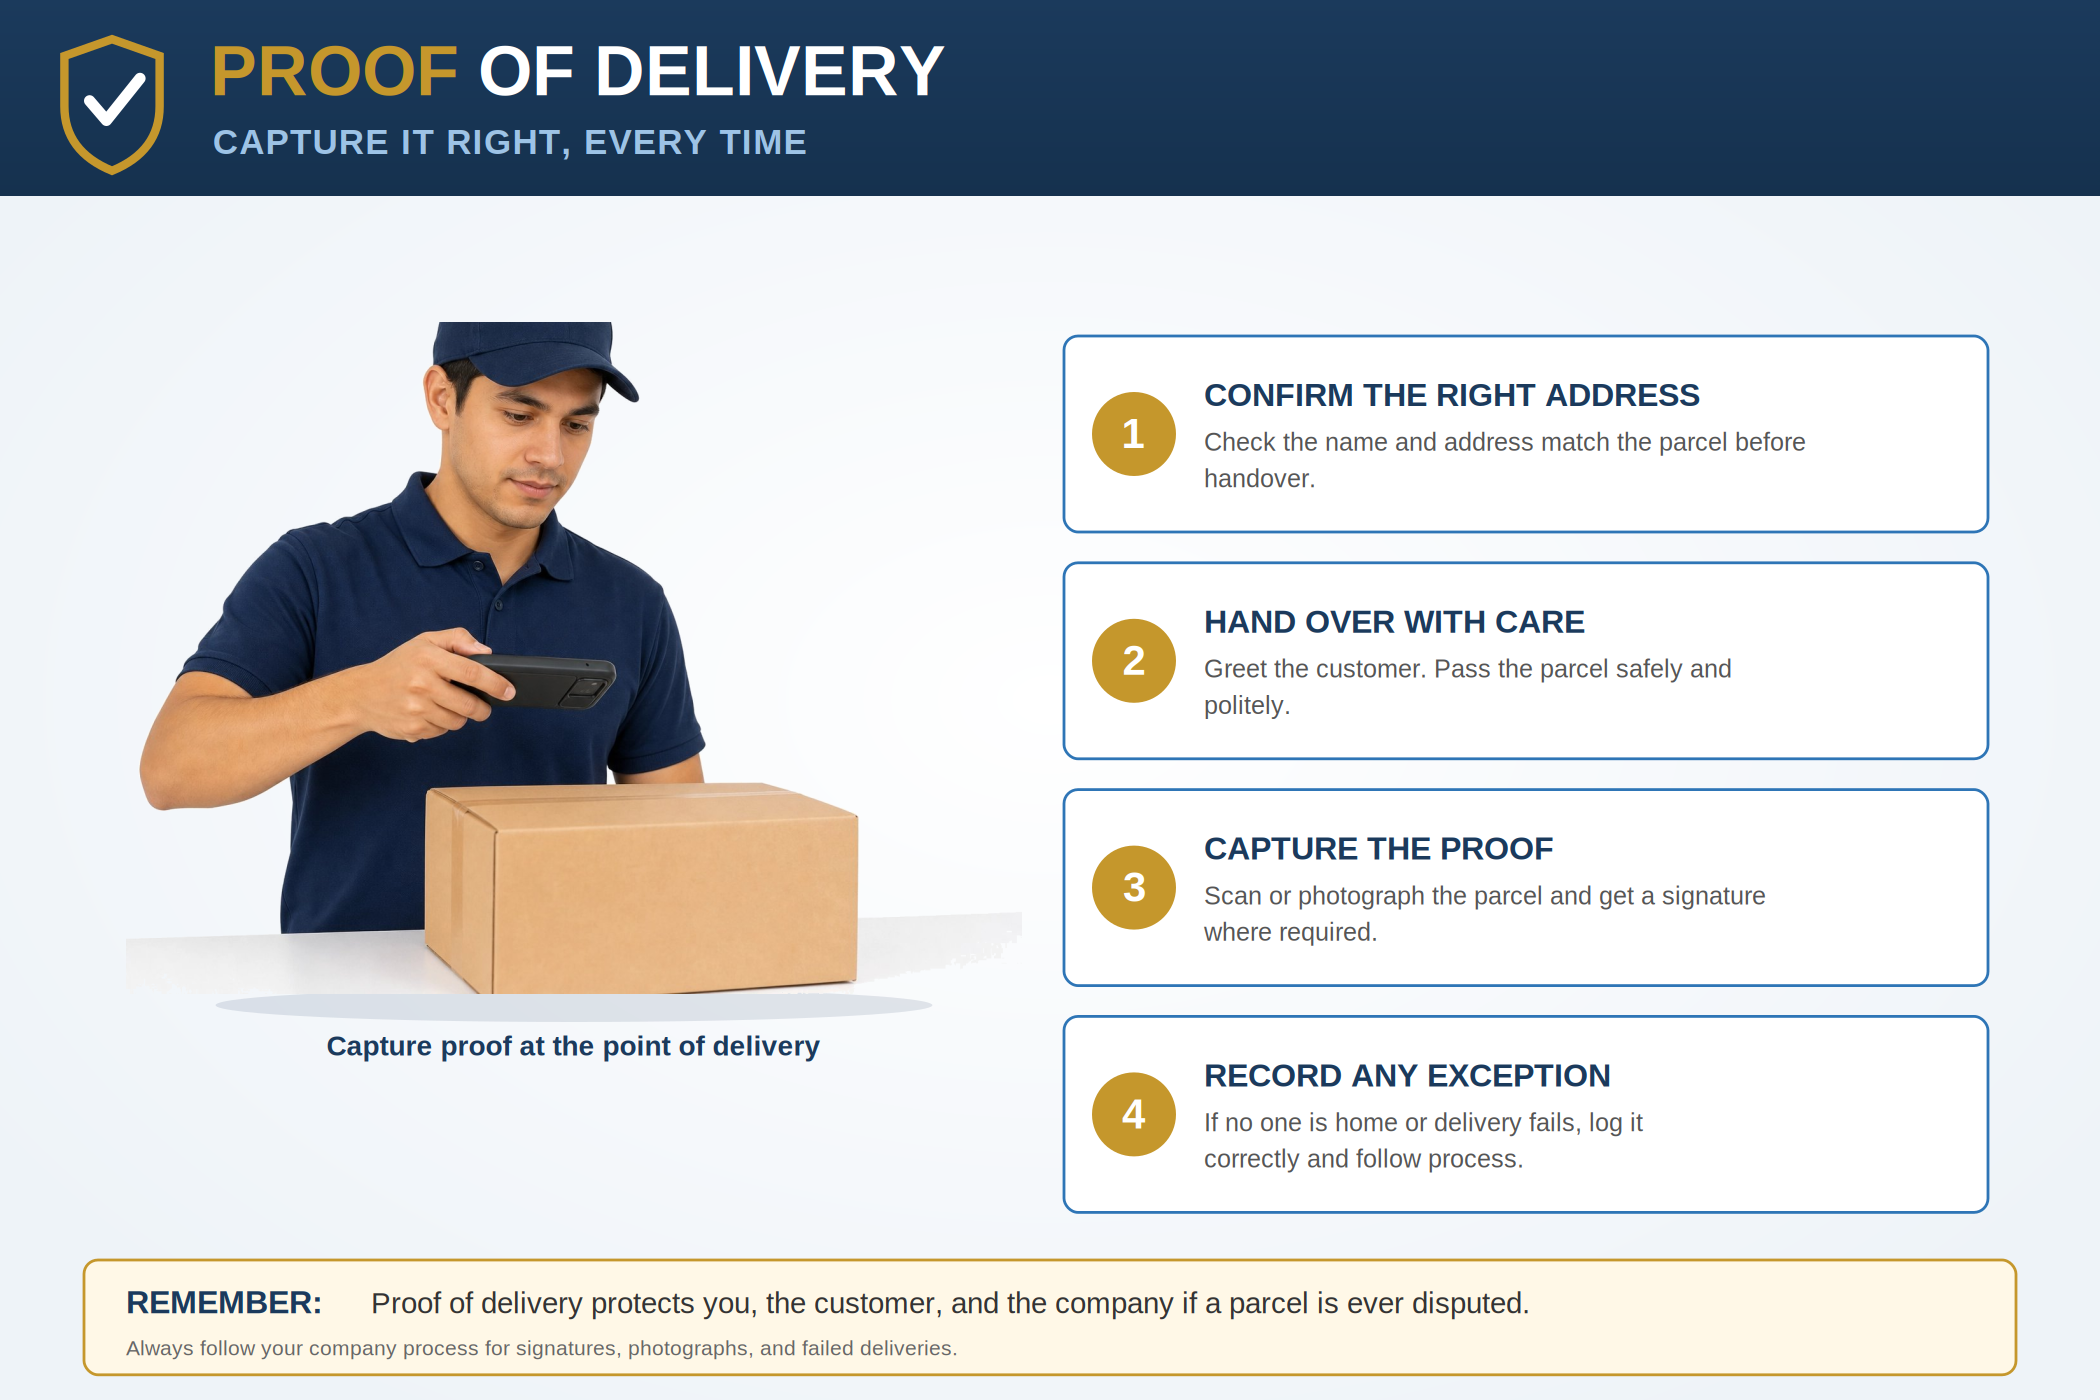 PROOF OF DELIVERY
CAPTURE IT RIGHT, EVERY TIME
Capture proof at the point of delivery
1
CONFIRM THE RIGHT ADDRESS
Check the name and address match the parcel before
handover.
2
HAND OVER WITH CARE
Greet the customer. Pass the parcel safely and
politely.
3
CAPTURE THE PROOF
Scan or photograph the parcel and get a signature
where required.
4
RECORD ANY EXCEPTION
If no one is home or delivery fails, log it
correctly and follow process.
REMEMBER: Proof of delivery protects you, the customer, and the company if a parcel is ever disputed.
Always follow your company process for signatures, photographs, and failed deliveries.